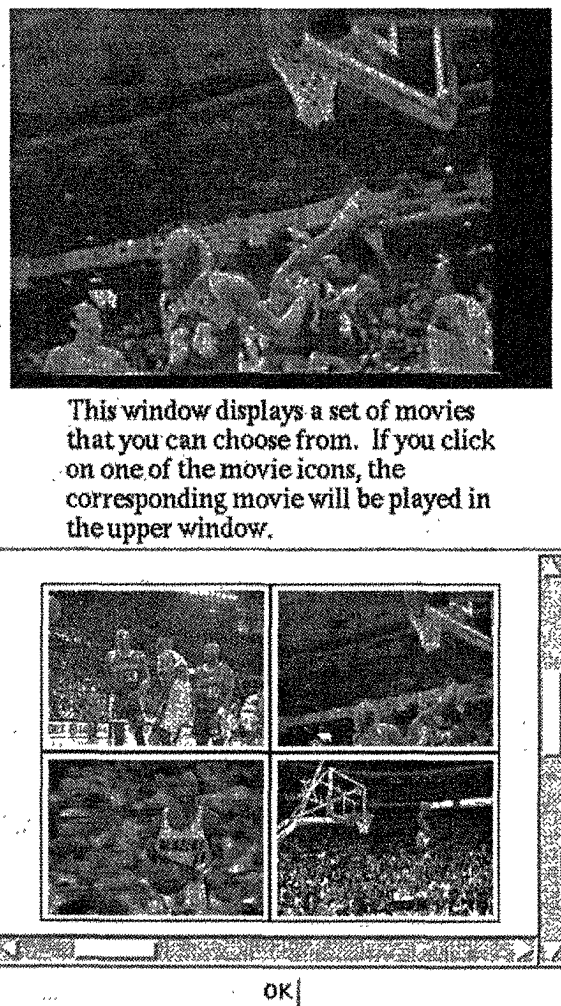 This window displays a set of movies
that you can choose from. If you click
on one of the movie icons, the
corresponding movie will be played in
the upper window.
OK